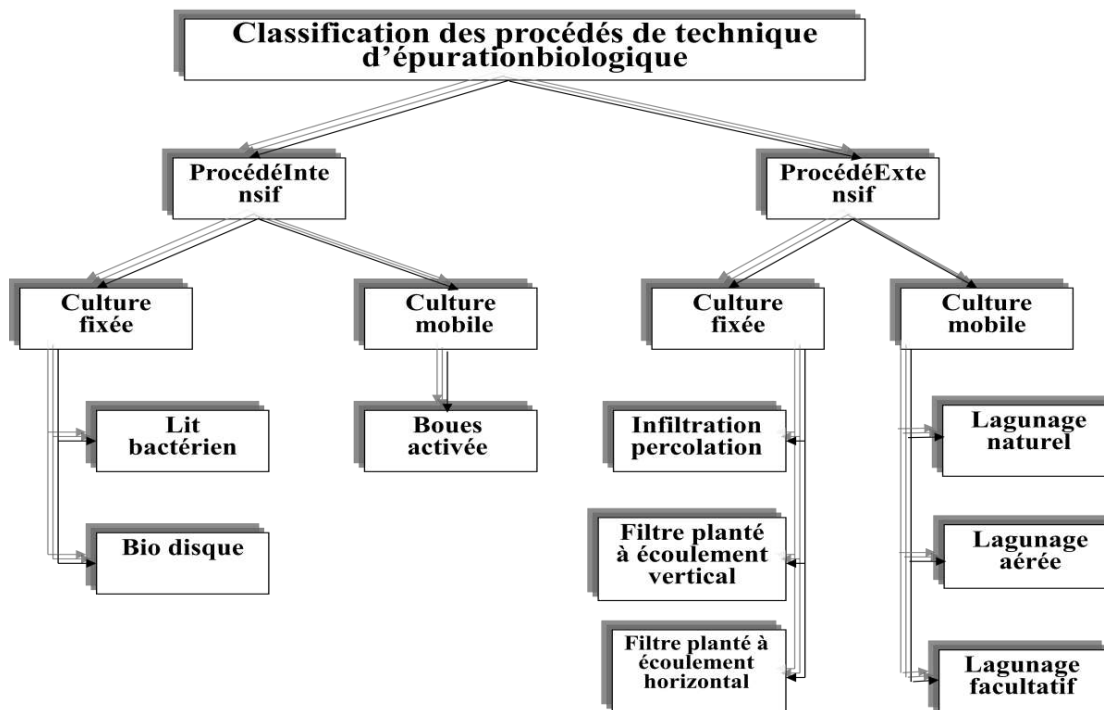 Classification des procédés de technique
d'épurationbiologique
ProcédéInte
nsif
ProcédéExte
nsif
Culture
fixée
Culture
mobile
Culture
fixée
Culture
mobile
Lit
bactérien
Boues
activée
Infiltration
percolation
Lagunage
naturel
Bio disque
Filtre planté
à écoulement
vertical
Lagunage
aérée
Filtre planté à
écoulement
horizontal
Lagunage
facultatif